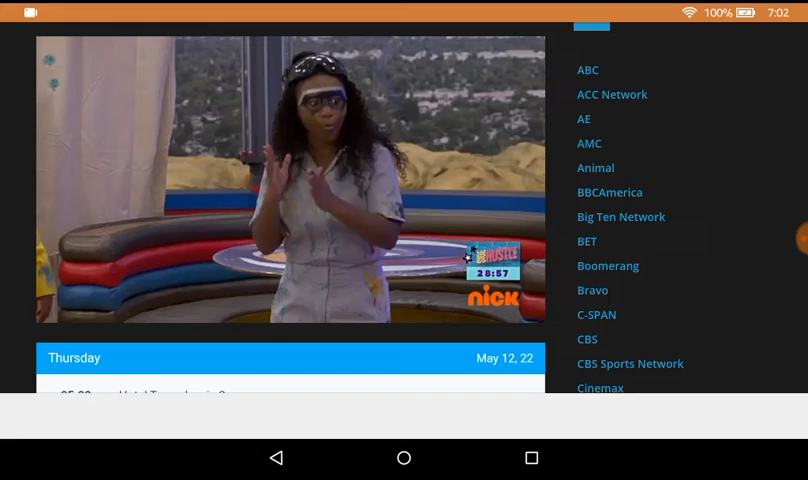 100%
7:02
HUSTLE
28:57
nick
Thursday
May 12, 22
ABC
ACC Network
AE
AMC
Animal
BBCAmerica
Big Ten Network
BET
Boomerang
Bravo
C-SPAN
CBS
CBS Sports Network
Cinemax